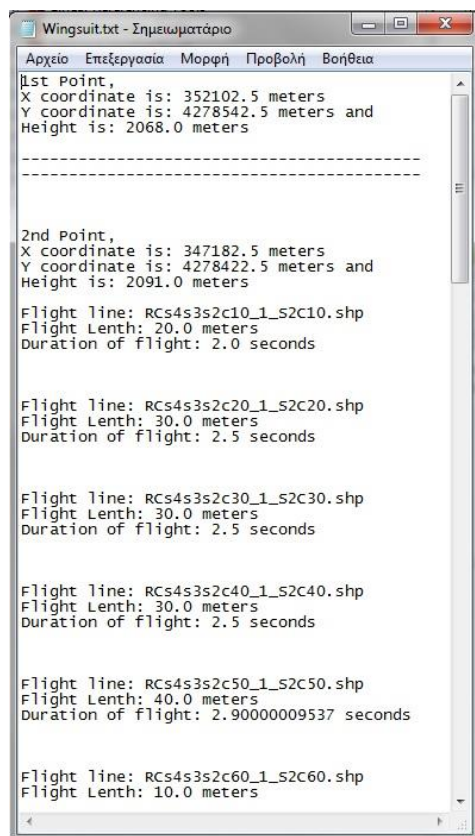 Wingsuit.txt - Σημειωματάριο
Αρχείο Επεξεργασία Μορφή Προβολή Βοήθεια
1st Point,
X coordinate is: 352102.5 meters
Y coordinate is: 4278542.5 meters and
Height is: 2068.0 meters
------------------------------------------
------------------------------------------
2nd Point,
X coordinate is: 347182.5 meters
Y coordinate is: 4278422.5 meters and
Height is: 2091.0 meters
Flight line: RCs4s3s2c10_1_S2C10.shp
Flight Lenth: 20.0 meters
Duration of flight: 2.0 seconds
Flight line: RCs4s3s2c20_1_S2C20.shp
Flight Lenth: 30.0 meters
Duration of flight: 2.5 seconds
Flight line: RCs4s3s2c30_1_S2C30.shp
Flight Lenth: 30.0 meters
Duration of flight: 2.5 seconds
Flight line: RCs4s3s2c40_1_S2C40.shp
Flight Lenth: 30.0 meters
Duration of flight: 2.5 seconds
Flight line: RCs4s3s2c50_1_S2C50.shp
Flight Lenth: 40.0 meters
Duration of flight: 2.90000009537 seconds
Flight line: RCs4s3s2c60_1_S2C60.shp
Flight Lenth: 10.0 meters